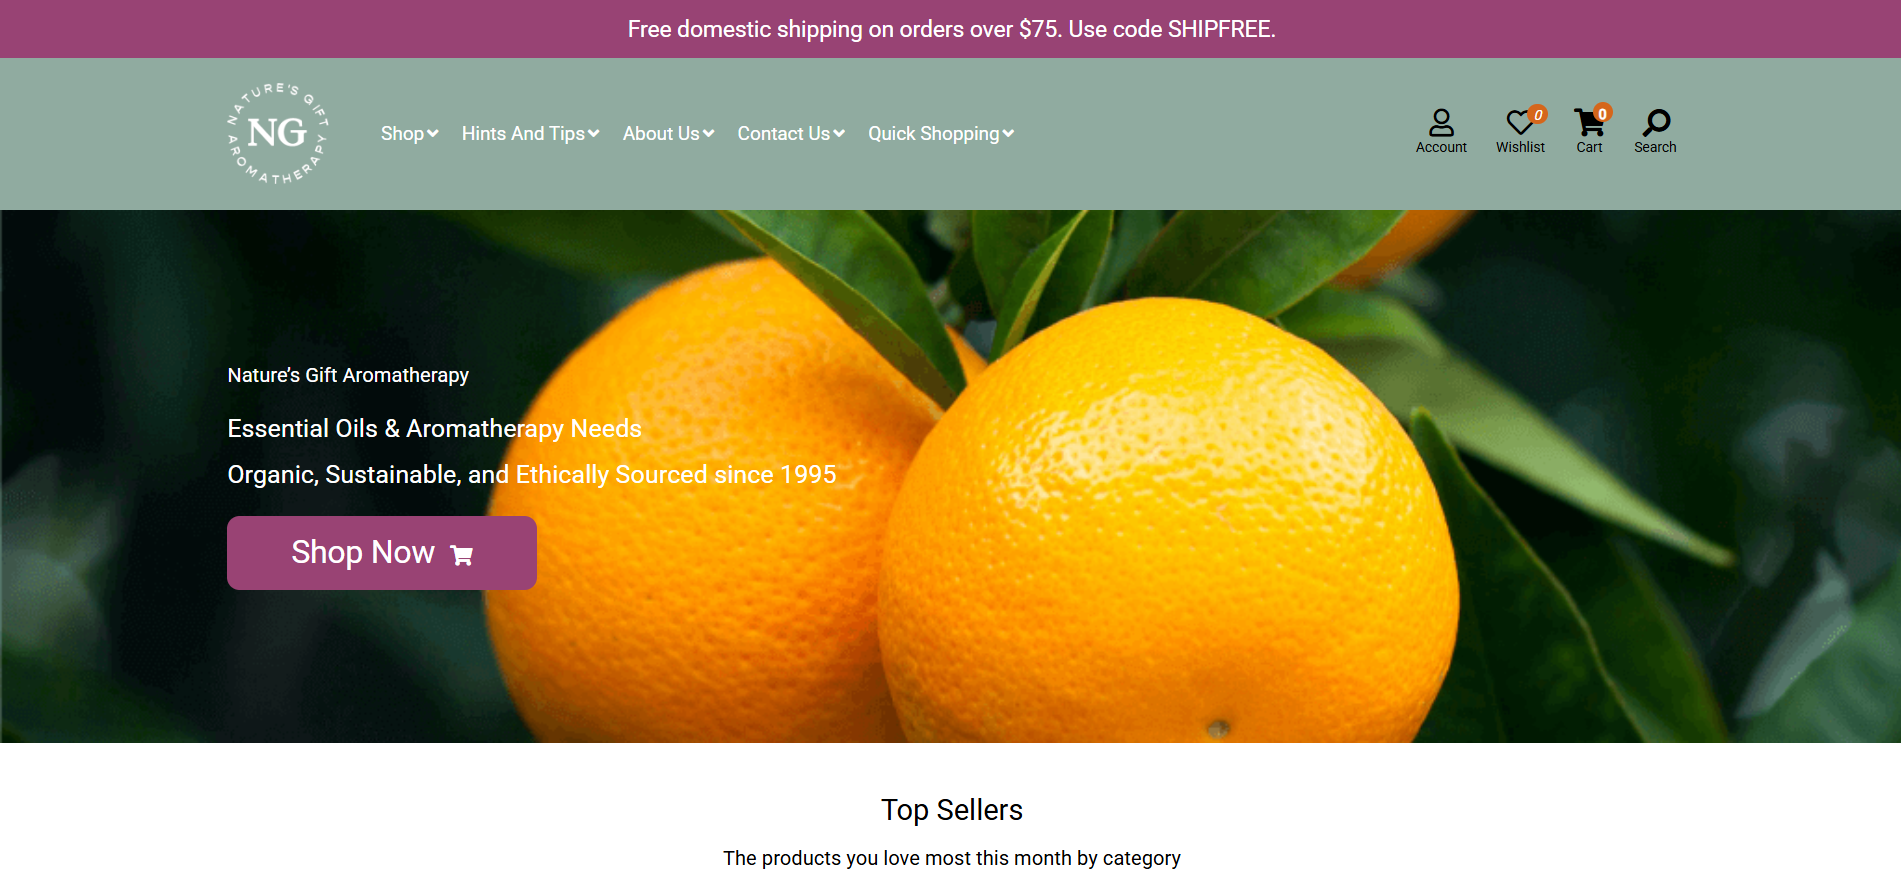 Free domestic shipping on orders over $75. Use code SHIPFREE.
NATURE'S GIFT AROMATHERAPY
NG
Shop
Hints And Tips
About Us
Contact Us
Quick Shopping
0
0
Account
Wishlist
Cart
Search
Nature’s Gift Aromatherapy
Essential Oils & Aromatherapy Needs
Organic, Sustainable, and Ethically Sourced since 1995
Shop Now
Top Sellers
The products you love most this month by category